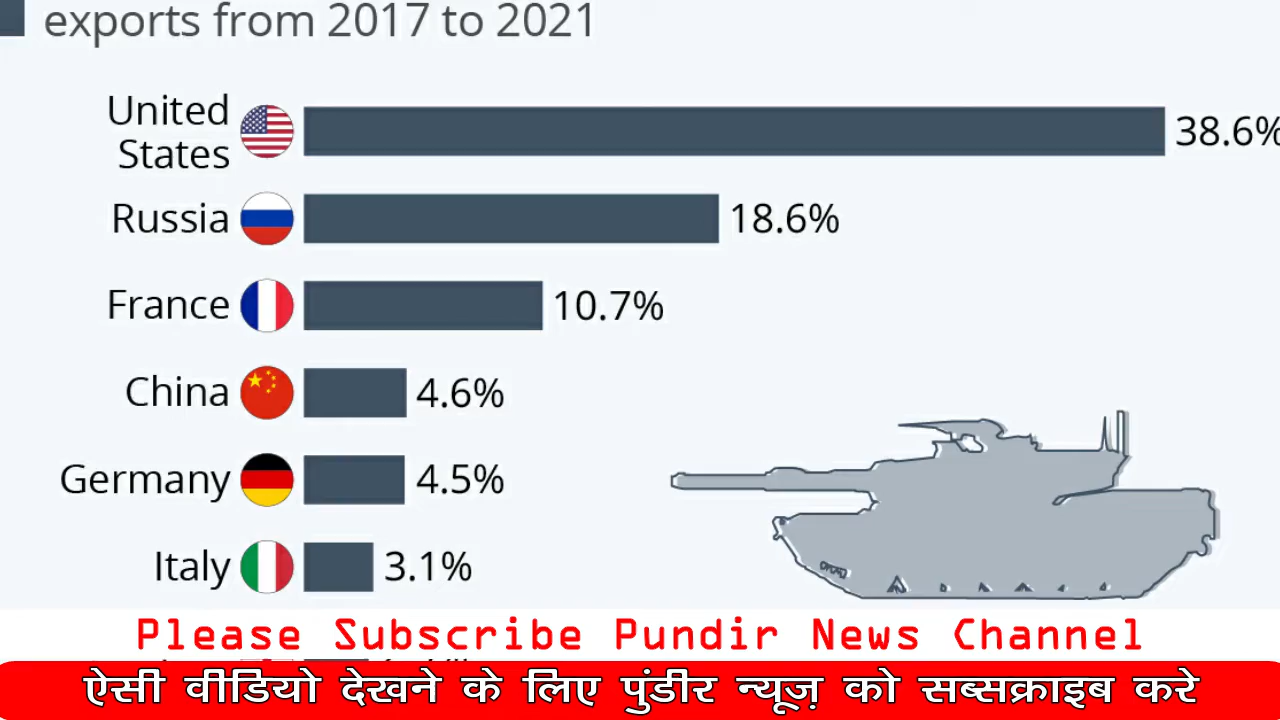 exports from 2017 to 2021
United
States
38.6%
Russia
18.6%
France
10.7%
China
4.6%
Germany
4.5%
Italy
3.1%
Please Subscribe Pundir News Channel
ऐसी वीडियो देखने के लिए पुंडीर न्यूज़ को सब्सक्राइब करे